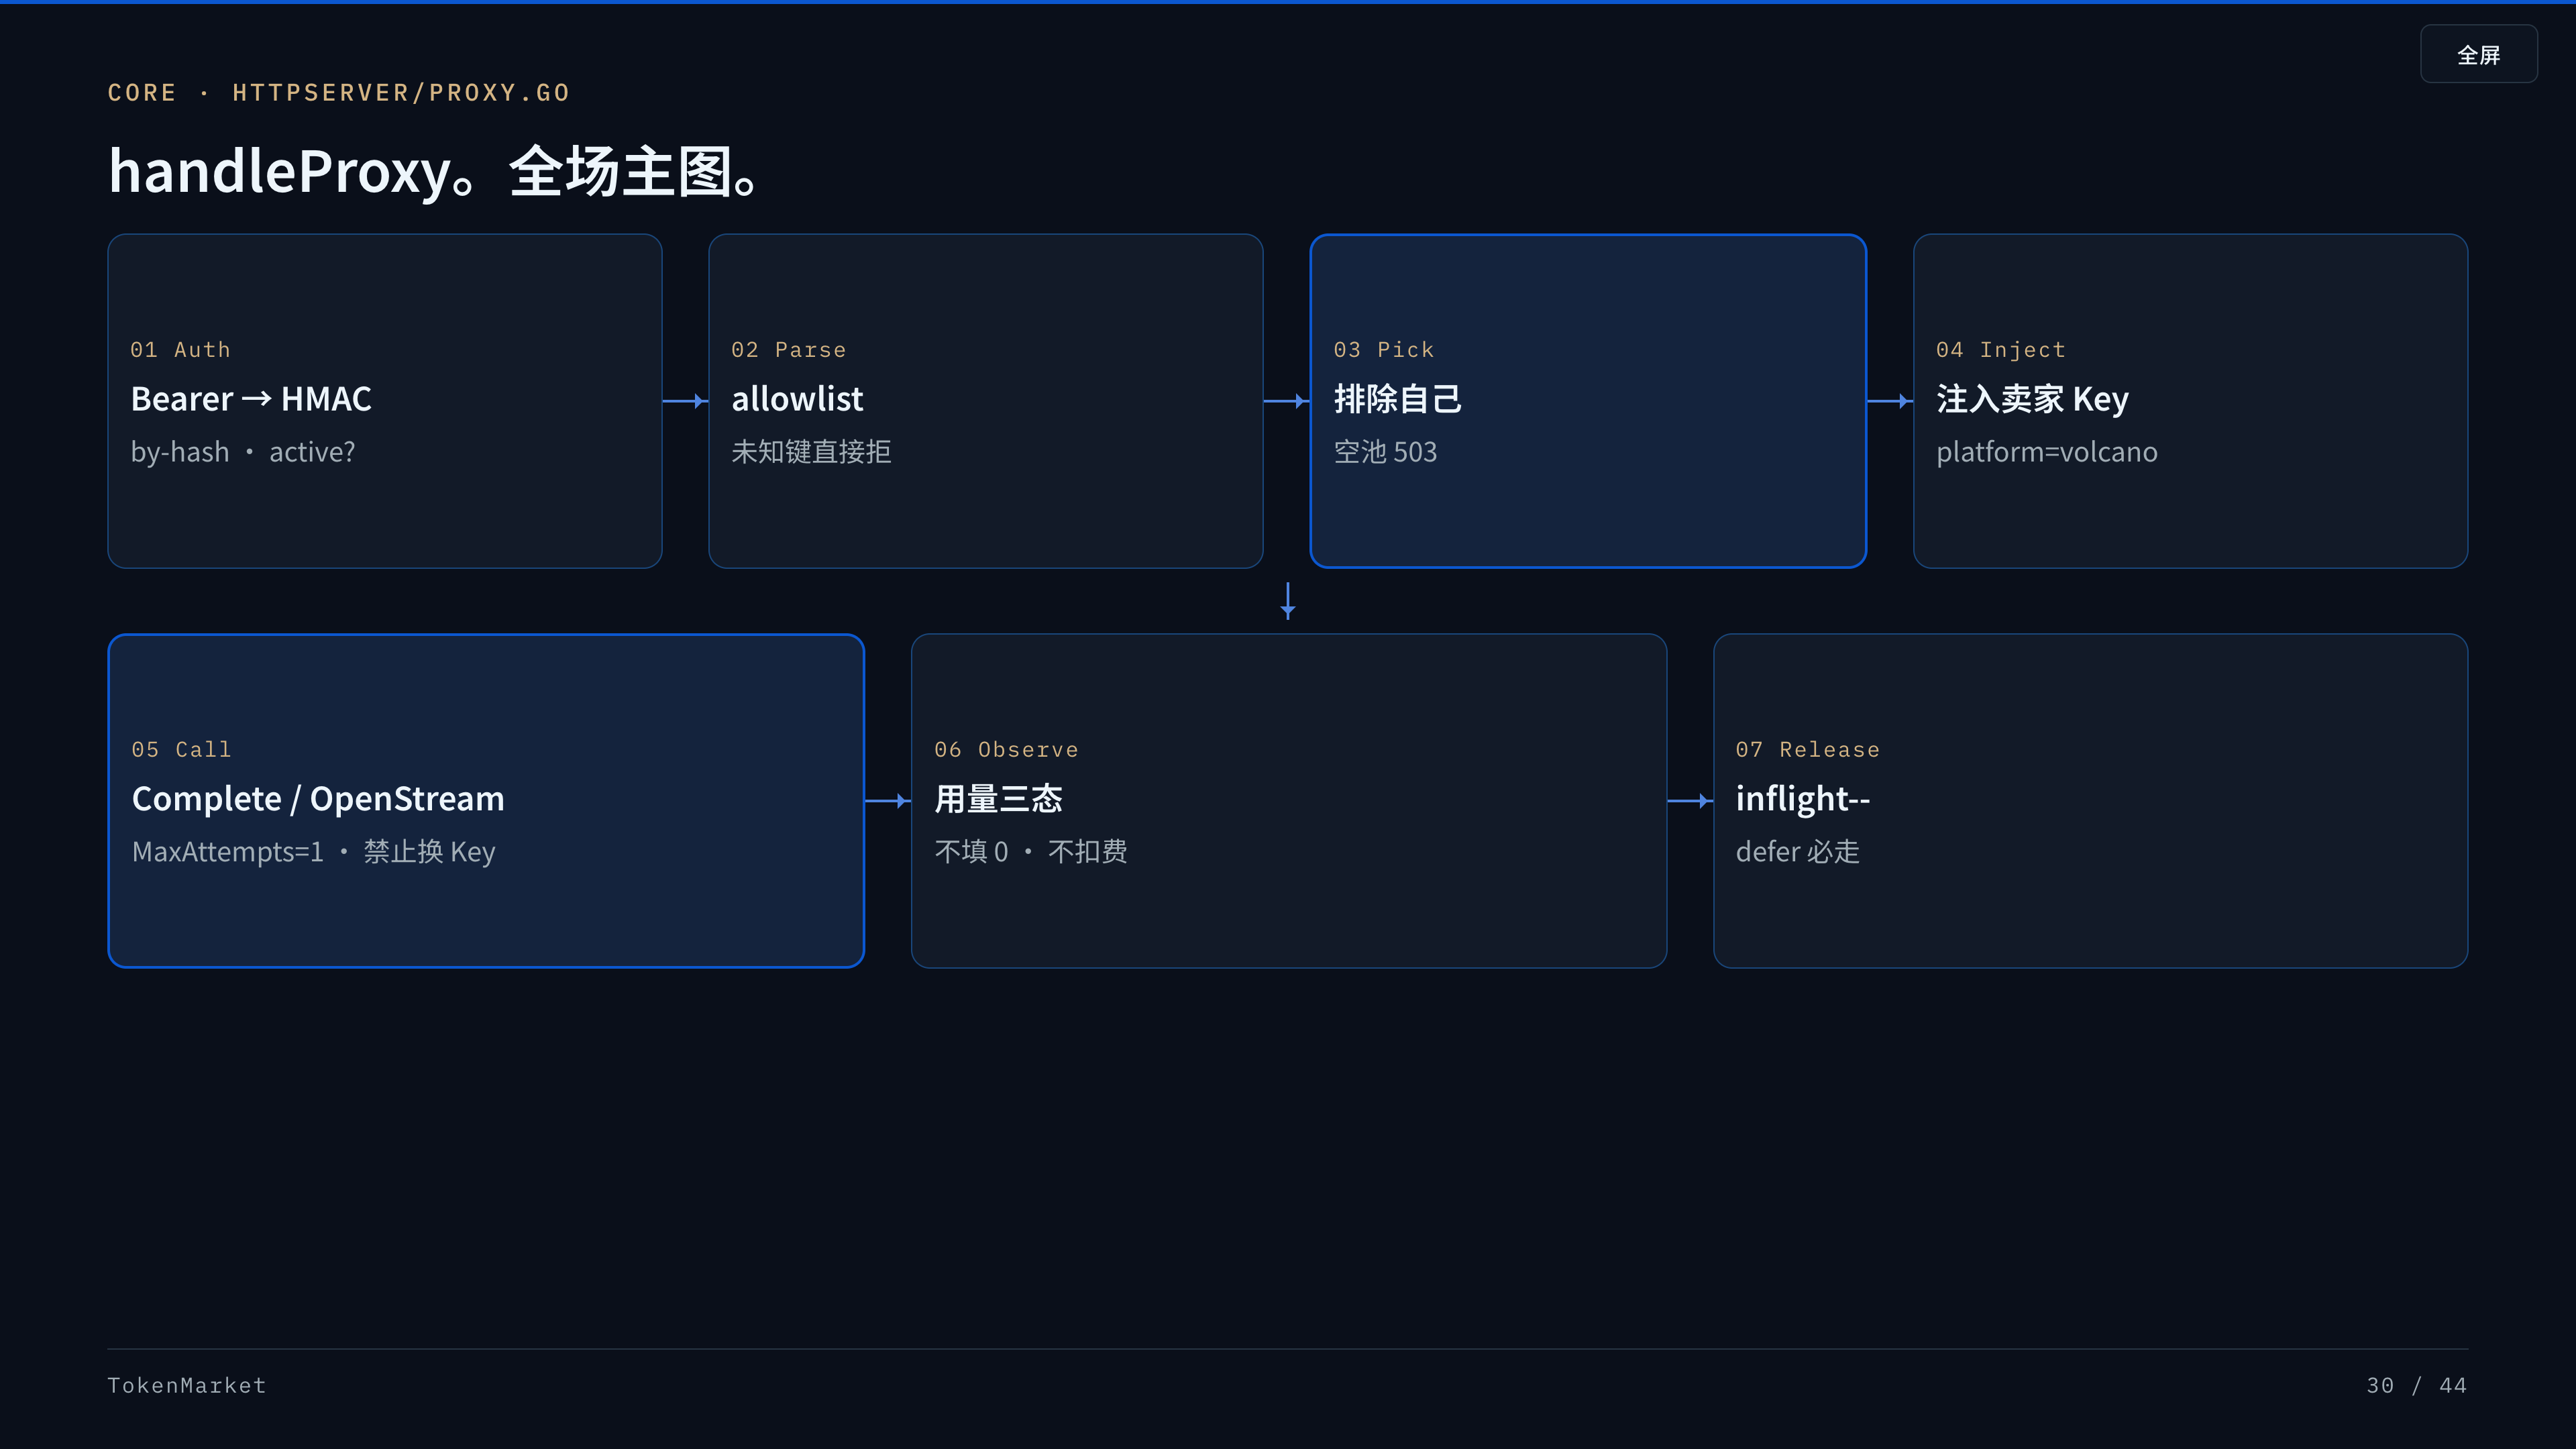 全屏
CORE · HTTPSERVER/PROXY.GO
handleProxy。全场主图。
01 Auth
Bearer → HMAC
by-hash · active?
02 Parse
allowlist
未知键直接拒
03 Pick
排除自己
空池 503
04 Inject
注入卖家 Key
platform=volcano
05 Call
Complete / OpenStream
MaxAttempts=1 · 禁止换 Key
06 Observe
用量三态
不填 0 · 不扣费
07 Release
inflight--
defer 必走
TokenMarket
30 / 44